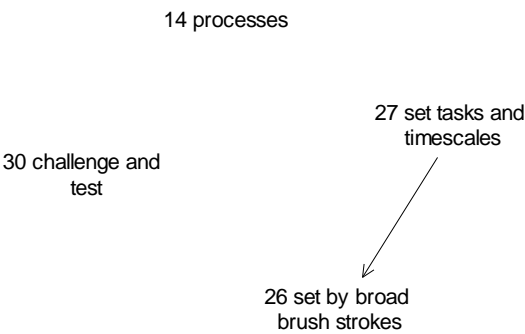 14 processes
27 set tasks and
timescales
30 challenge and
test
26 set by broad
brush strokes